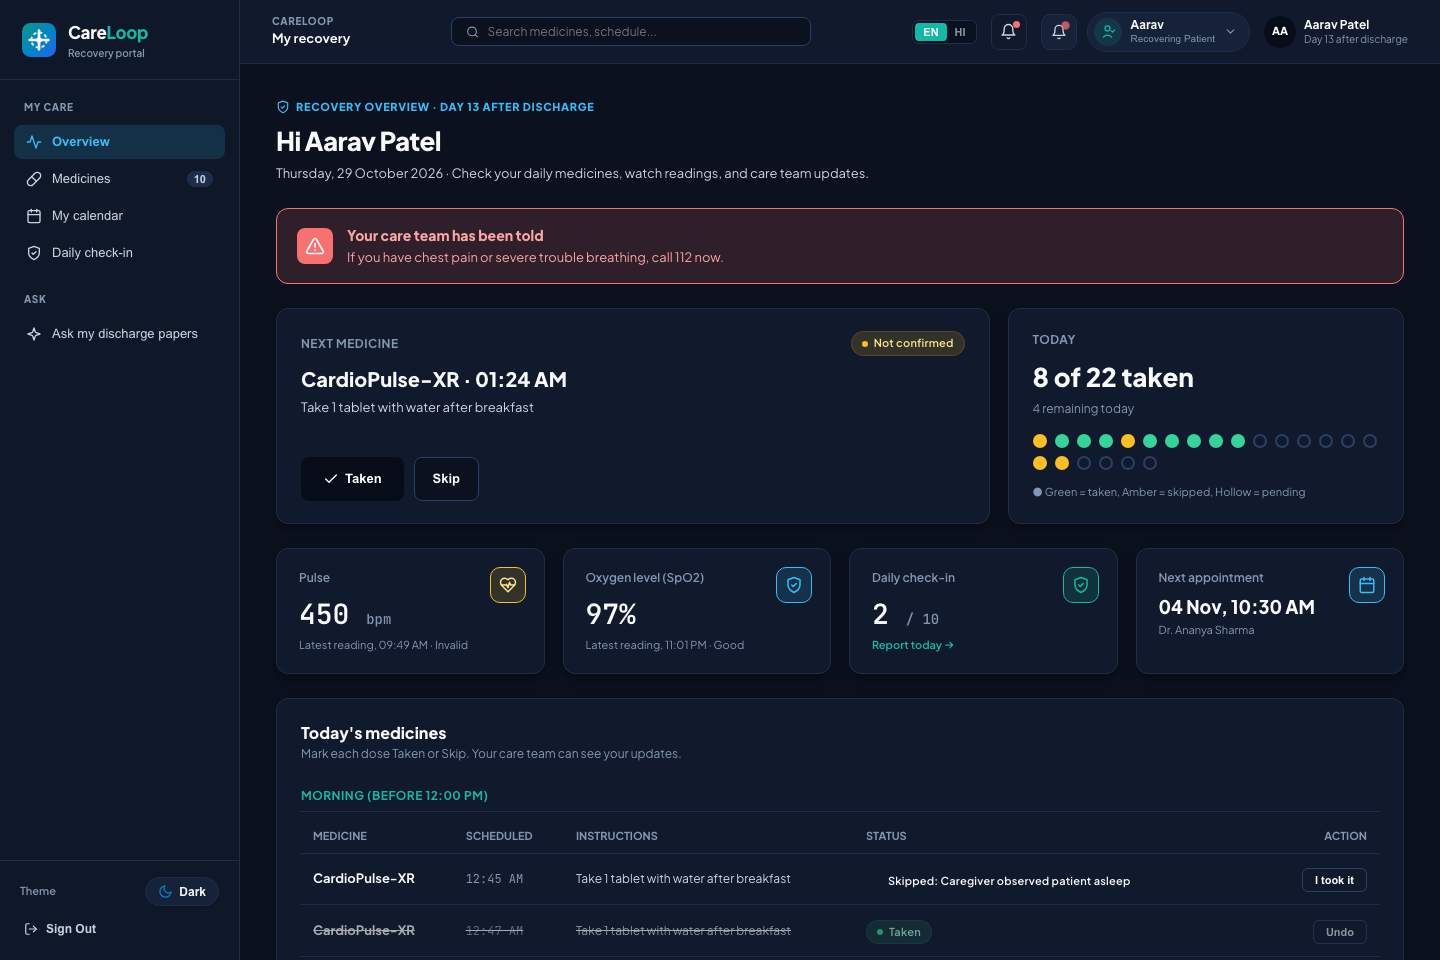 CareLoop
Recovery portal
MY CARE
Overview
Medicines 10
My calendar
Daily check-in
ASK
Ask my discharge papers
Theme Dark
Sign Out
CARELOOP
My recovery
Search medicines, schedule...
EN HI
Aarav
Recovering Patient
AA
Aarav Patel
Day 13 after discharge
RECOVERY OVERVIEW · DAY 13 AFTER DISCHARGE
Hi Aarav Patel
Thursday, 29 October 2026 · Check your daily medicines, watch readings, and care team updates.
Your care team has been told
If you have chest pain or severe trouble breathing, call 112 now.
NEXT MEDICINE
Not confirmed
CardioPulse-XR · 01:24 AM
Take 1 tablet with water after breakfast
Taken Skip
TODAY
8 of 22 taken
4 remaining today
Green = taken, Amber = skipped, Hollow = pending
Pulse
450 bpm
Latest reading, 09:49 AM · Invalid
Oxygen level (SpO2)
97%
Latest reading, 11:01 PM · Good
Daily check-in
2 / 10
Report today →
Next appointment
04 Nov, 10:30 AM
Dr. Ananya Sharma
Today's medicines
Mark each dose Taken or Skip. Your care team can see your updates.
MORNING (BEFORE 12:00 PM)
MEDICINE SCHEDULED INSTRUCTIONS STATUS ACTION
CardioPulse-XR 12:45 AM Take 1 tablet with water after breakfast Skipped: Caregiver observed patient asleep I took it
CardioPulse-XR 12:47 AM Take 1 tablet with water after breakfast Taken Undo